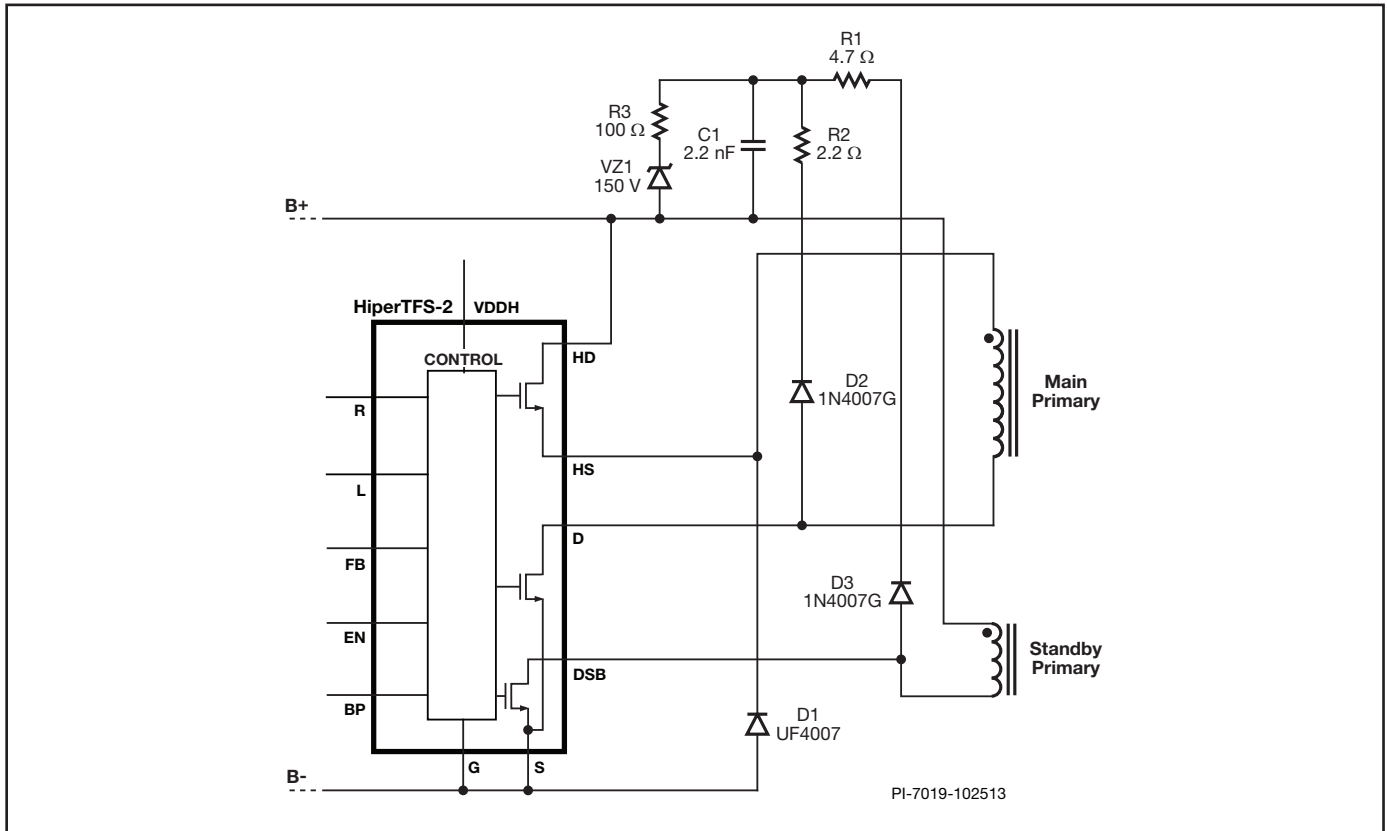 R1
4.7 Ω
R3
100 Ω
C1
2.2 nF
R2
2.2 Ω
VZ1
150 V
B+
HiperTFS-2
VDDH
CONTROL
HD
R
D2
1N4007G
Main
Primary
HS
L
D
FB
D3
1N4007G
EN
Standby
Primary
DSB
BP
D1
UF4007
G
S
B-
PI-7019-102513